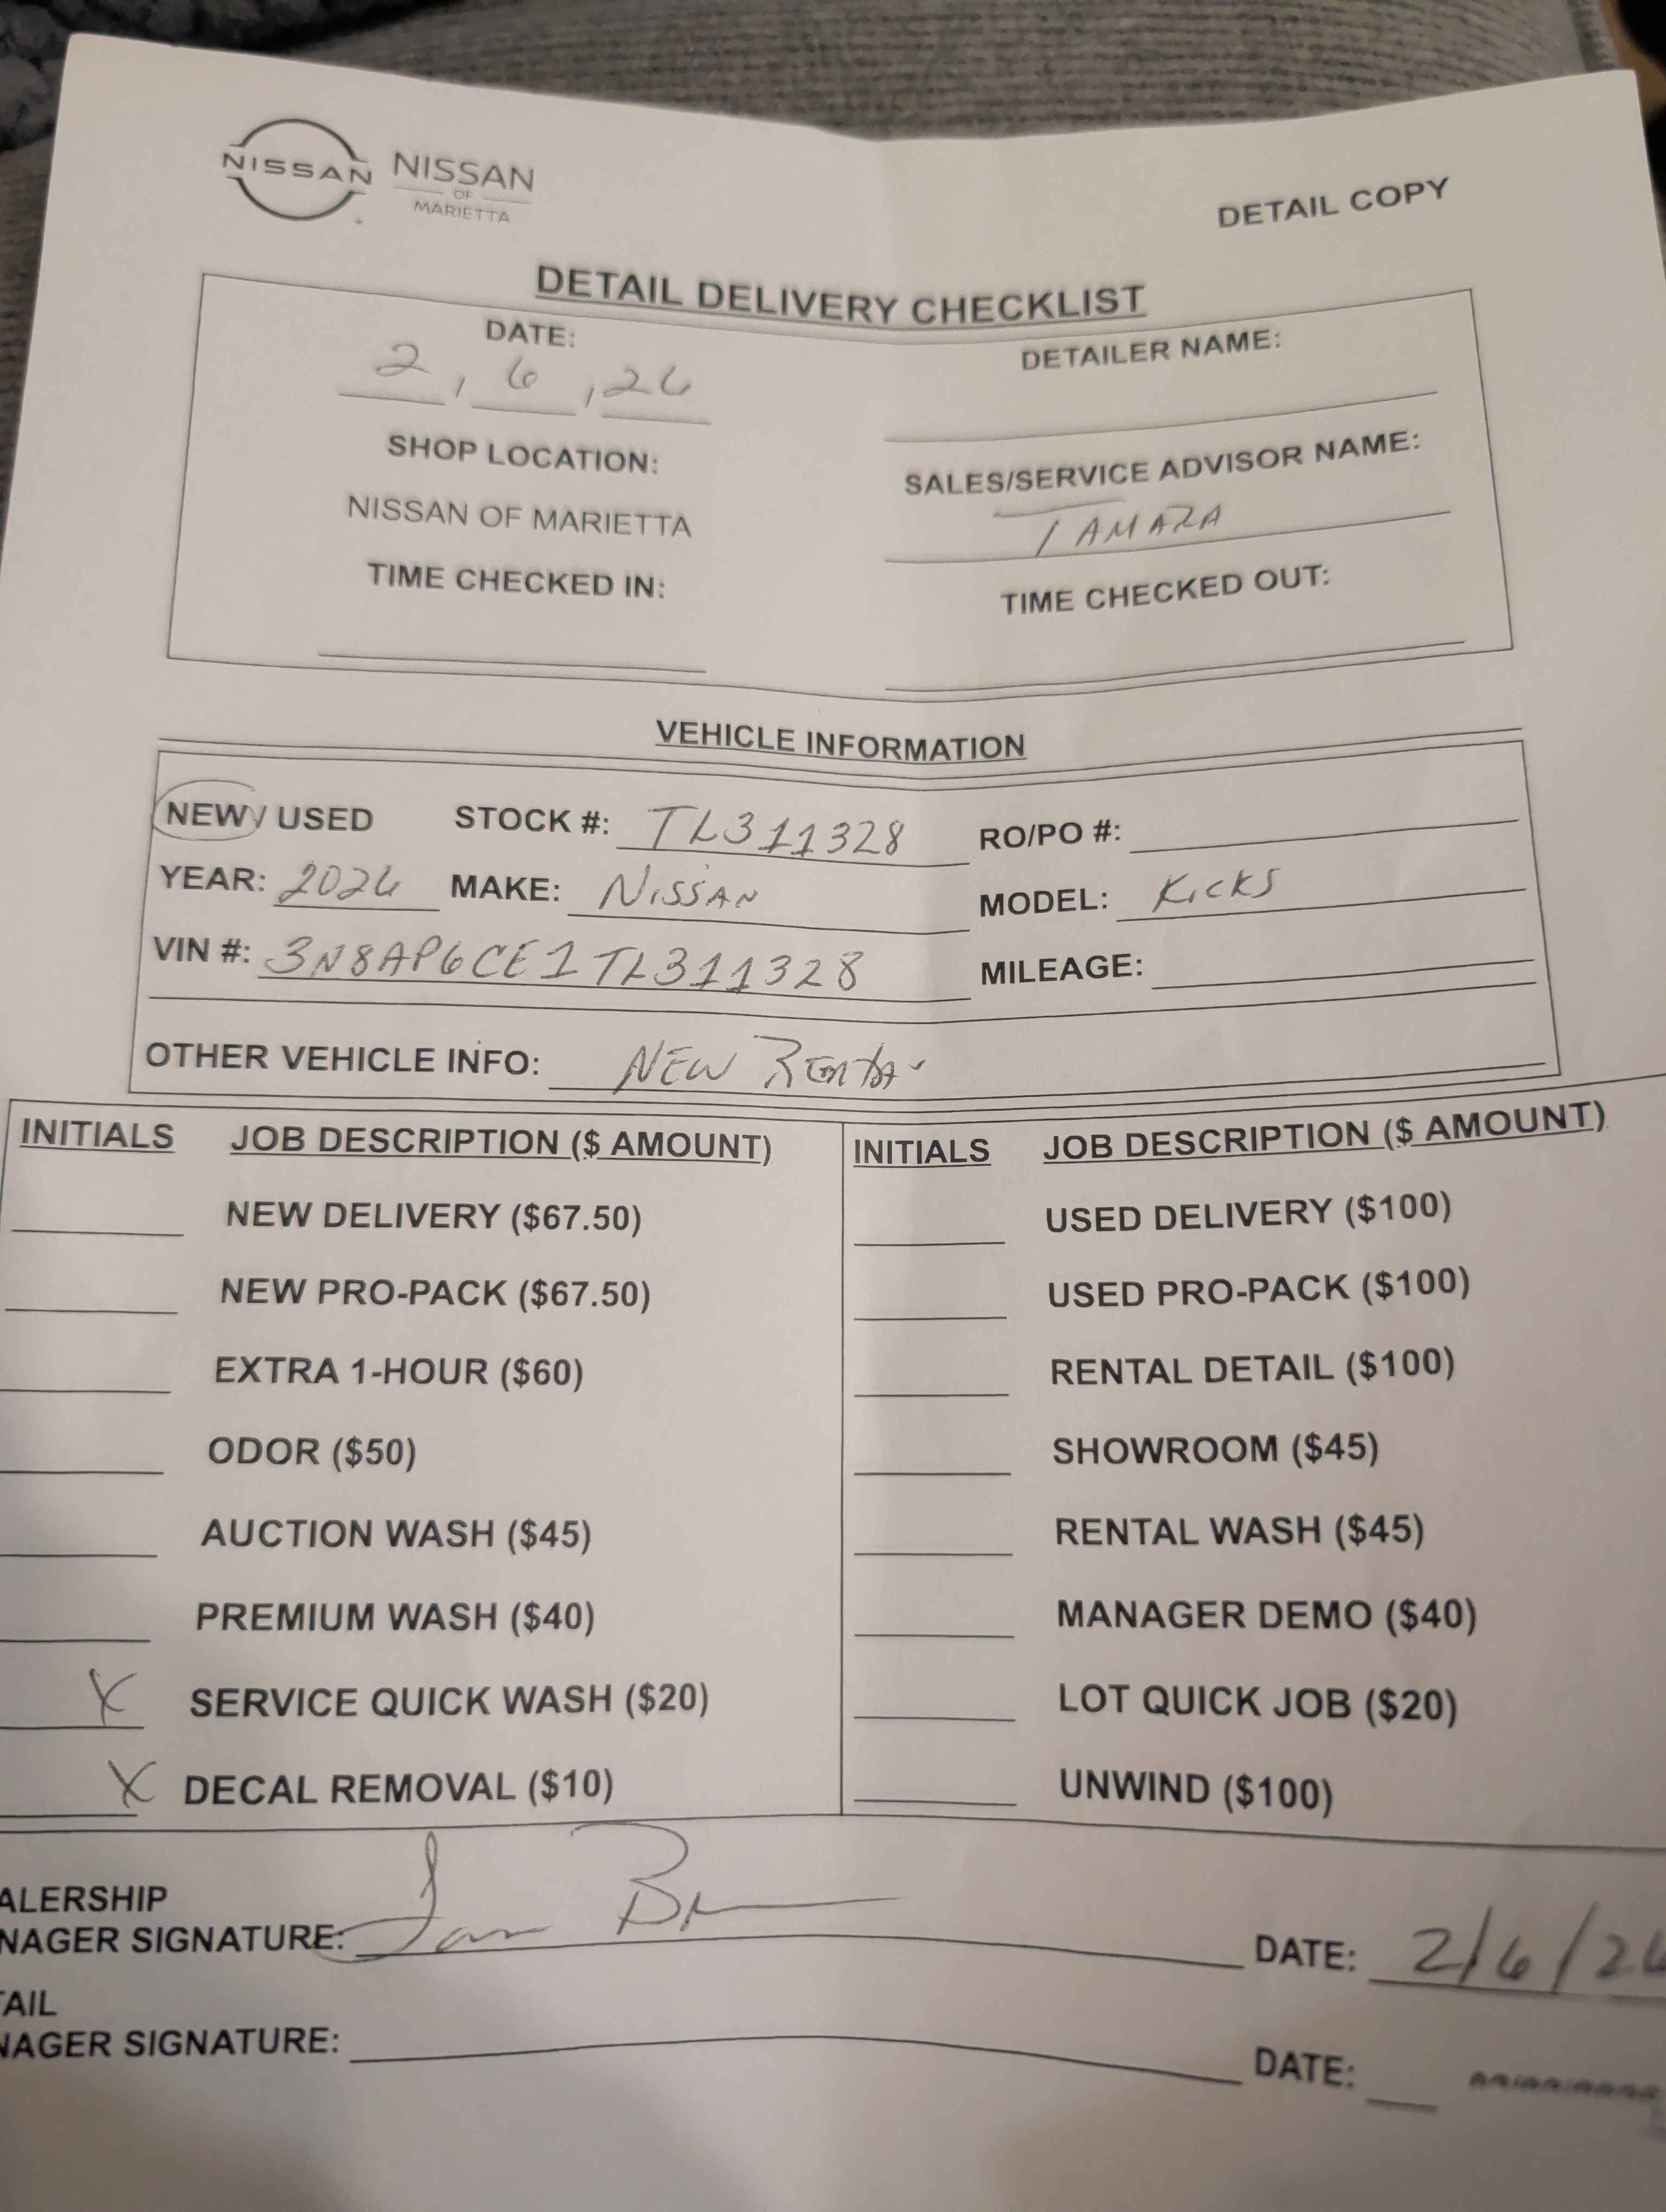 NISSAN NISSAN
OF
MARIETTA
DETAIL COPY
DETAIL DELIVERY CHECKLIST
DATE:
2, 6, 26
DETAILER NAME:
SHOP LOCATION:
NISSAN OF MARIETTA
SALES/SERVICE ADVISOR NAME:
TAMARA
TIME CHECKED IN:
TIME CHECKED OUT:
VEHICLE INFORMATION
NEW / USED STOCK #: TL311328 RO/PO #:
YEAR: 2026 MAKE: NISSAN MODEL: KICKS
VIN #: 3N8AP6CE1TL311328 MILEAGE:
OTHER VEHICLE INFO: NEW
INITIALS JOB DESCRIPTION ($ AMOUNT) INITIALS JOB DESCRIPTION ($ AMOUNT)
NEW DELIVERY ($67.50) USED DELIVERY ($100)
NEW PRO-PACK ($67.50) USED PRO-PACK ($100)
EXTRA 1-HOUR ($60) RENTAL DETAIL ($100)
ODOR ($50) SHOWROOM ($45)
AUCTION WASH ($45) RENTAL WASH ($45)
PREMIUM WASH ($40) MANAGER DEMO ($40)
X SERVICE QUICK WASH ($20) LOT QUICK JOB ($20)
X DECAL REMOVAL ($10) UNWIND ($100)
ALERSHIP
NAGER SIGNATURE: DATE: 2/6/26
AIL
NAGER SIGNATURE: DATE: